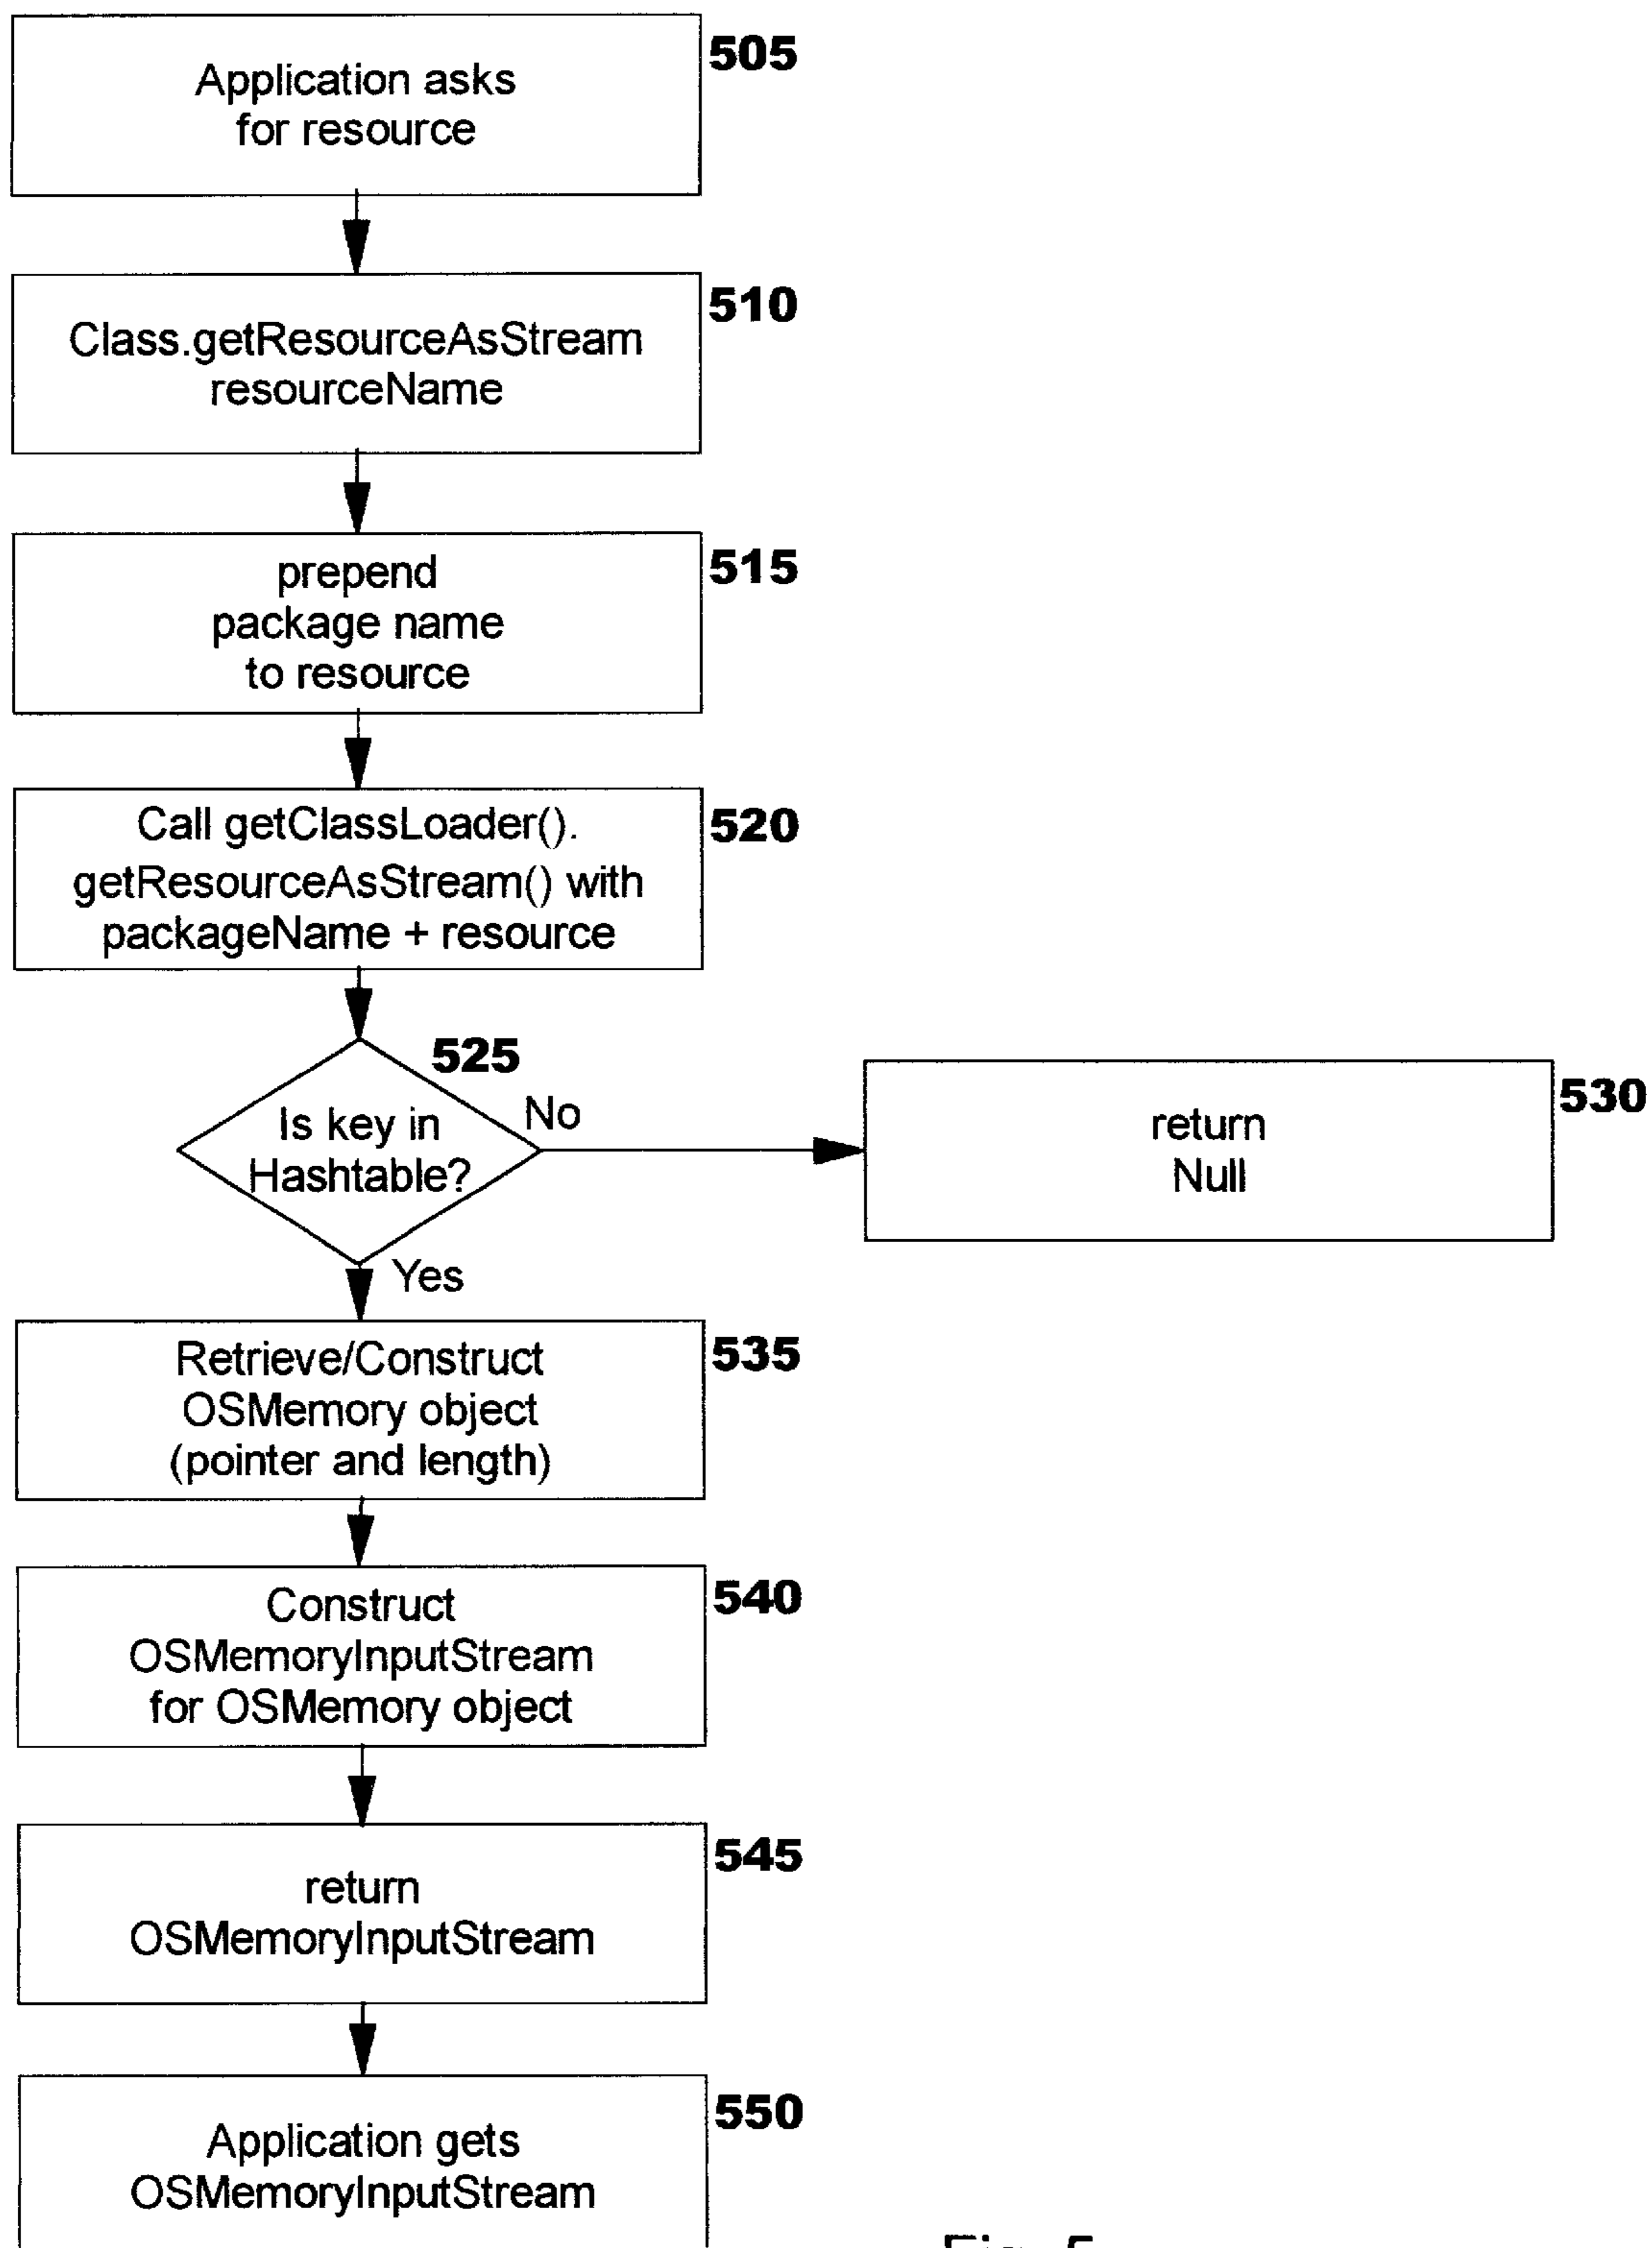 Application asks
for resource
505
Class.getResourceAsStream
resourceName
510
prepend
package name
to resource
515
Call getClassLoader().
getResourceAsStream() with
packageName + resource
520
525
Is key in
Hashtable?
No
return
Null
530
Yes
Retrieve/Construct
OSMemory object
(pointer and length)
535
Construct
OSMemoryInputStream
for OSMemory object
540
return
OSMemoryInputStream
545
Application gets
OSMemoryInputStream
550
Fig. 5